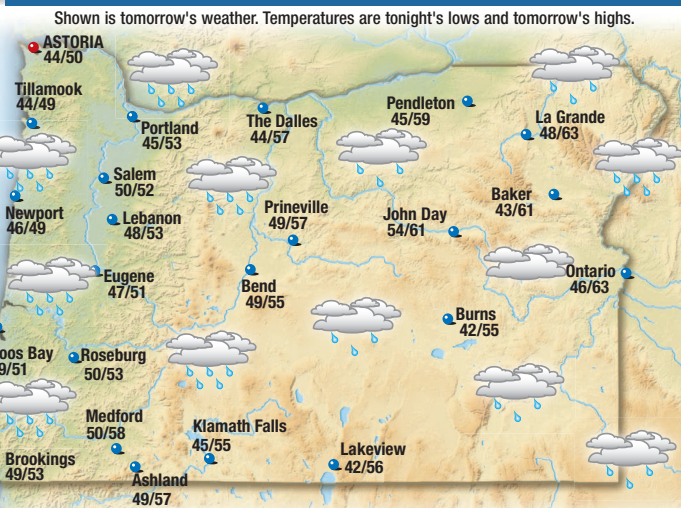 Shown is tomorrow's weather. Temperatures are tonight's lows and tomorrow's highs.
ASTORIA
44/50
Tillamook
44/49
Portland
45/53
The Dalles
44/57
Pendleton
45/59
La Grande
48/63
Salem
50/52
Newport
46/49
Lebanon
48/53
Prineville
49/57
John Day
54/61
Baker
43/61
Eugene
47/51
Bend
49/55
Ontario
46/63
Burns
42/55
oos Bay
9/51
Roseburg
50/53
Medford
50/58
Klamath Falls
45/55
Brookings
49/53
Ashland
49/57
Lakeview
42/56